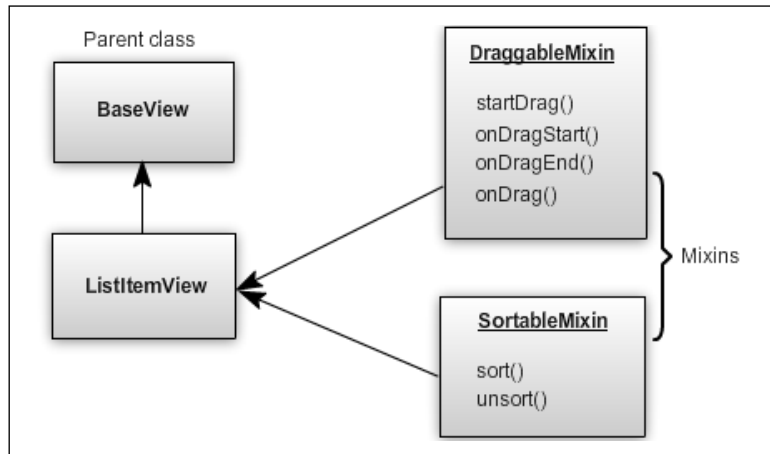 Parent class
BaseView
ListItemView
DraggableMixin
startDrag()
onDragStart()
onDragEnd()
onDrag()
SortableMixin
sort()
unsort()
Mixins